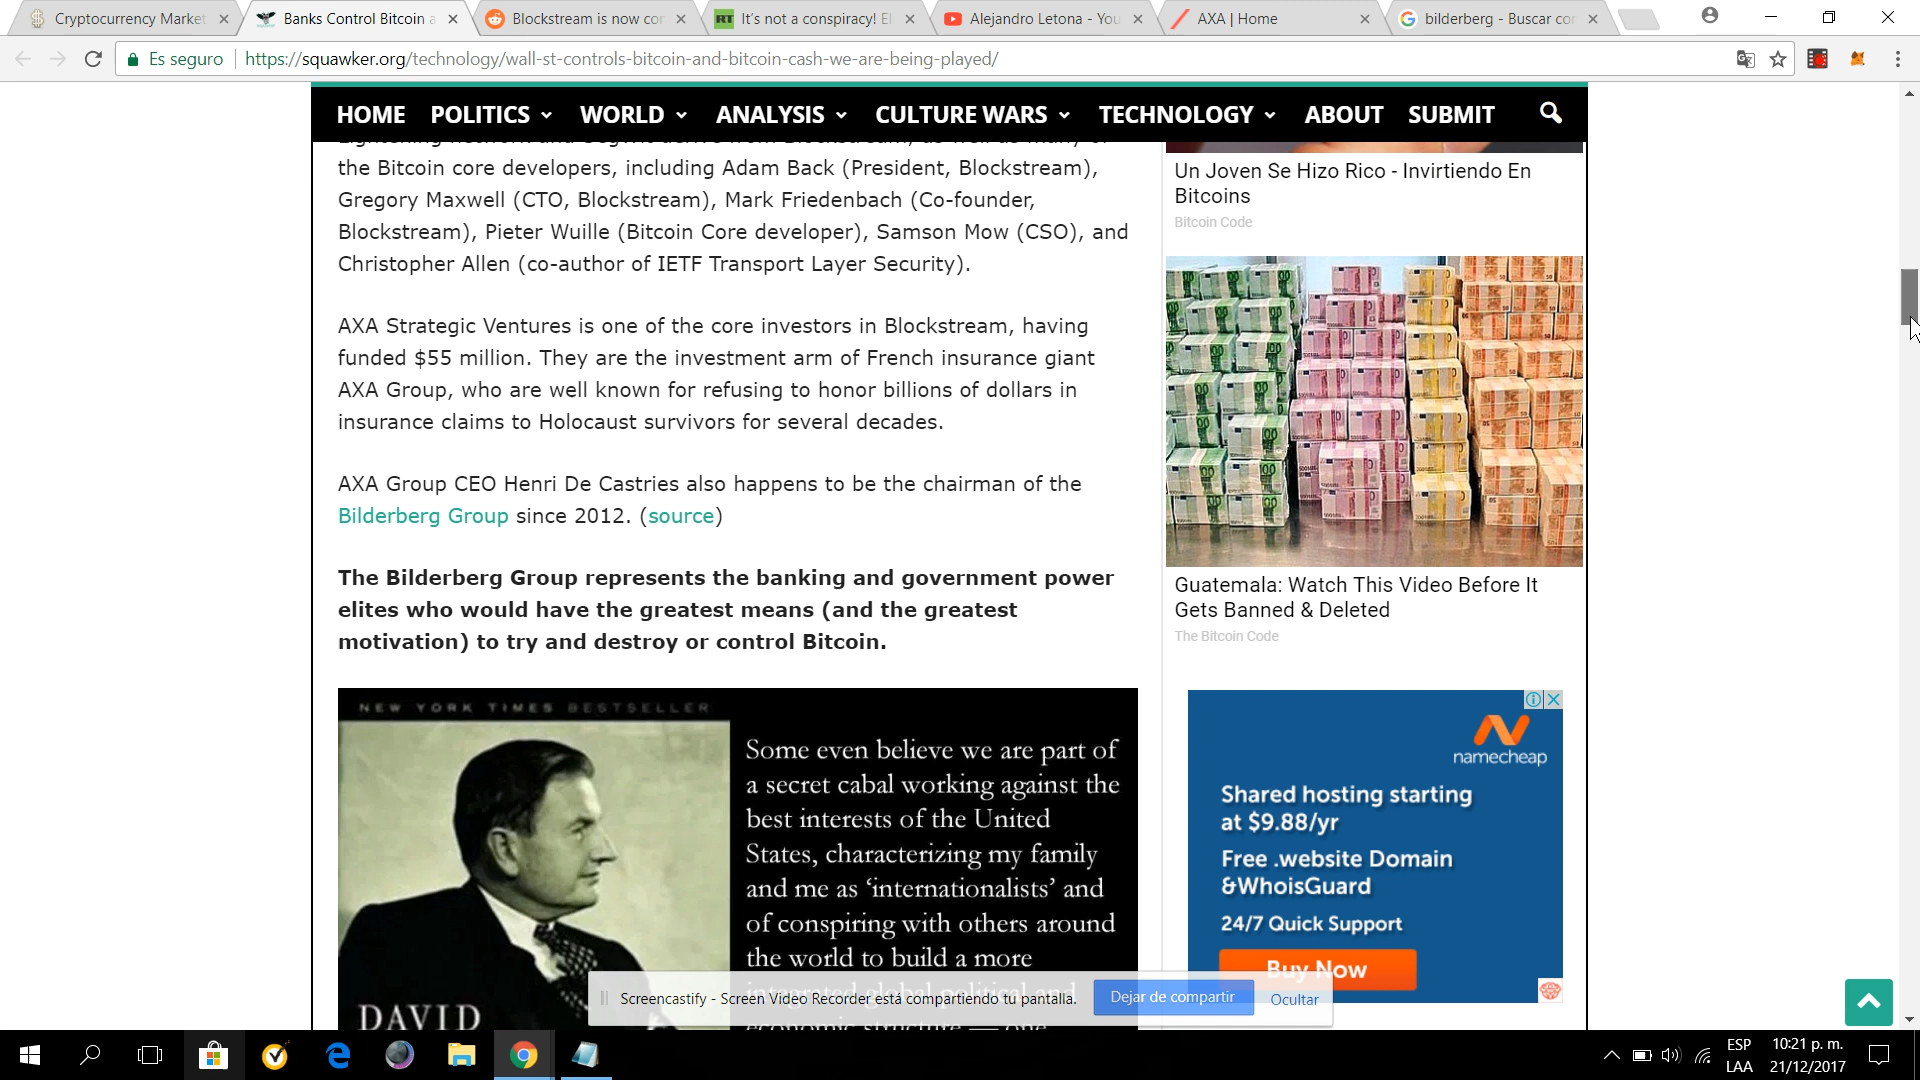 Cryptocurrency Market
Banks Control Bitcoin a
Blockstream is now con
RT It's not a conspiracy! El
Alejandro Letona - You
AXA | Home
bilderberg - Buscar con
Es seguro
https://squawker.org/technology/wall-st-controls-bitcoin-and-bitcoin-cash-we-are-being-played/
HOME POLITICS WORLD ANALYSIS CULTURE WARS TECHNOLOGY ABOUT SUBMIT
the Bitcoin core developers, including Adam Back (President, Blockstream),
Gregory Maxwell (CTO, Blockstream), Mark Friedenbach (Co-founder,
Blockstream), Pieter Wuille (Bitcoin Core developer), Samson Mow (CSO), and
Christopher Allen (co-author of IETF Transport Layer Security).
AXA Strategic Ventures is one of the core investors in Blockstream, having
funded $55 million. They are the investment arm of French insurance giant
AXA Group, who are well known for refusing to honor billions of dollars in
insurance claims to Holocaust survivors for several decades.
AXA Group CEO Henri De Castries also happens to be the chairman of the
Bilderberg Group since 2012. (source)
The Bilderberg Group represents the banking and government power
elites who would have the greatest means (and the greatest
motivation) to try and destroy or control Bitcoin.
NEW YORK TIMES BESTSELLER
Some even believe we are part of
a secret cabal working against the
best interests of the United
States, characterizing my family
and me as ‘internationalists’ and
of conspiring with others around
the world to build a more
integrated global political and
economic structure — one
DAVID
Un Joven Se Hizo Rico - Invirtiendo En
Bitcoins
Bitcoin Code
Guatemala: Watch This Video Before It
Gets Banned & Deleted
The Bitcoin Code
namecheap
Shared hosting starting
at $9.88/yr
Free .website Domain
&WhoisGuard
24/7 Quick Support
Buy Now
Screencastify - Screen Video Recorder está compartiendo tu pantalla.
Dejar de compartir
Ocultar
ESP
LAA
10:21 p. m.
21/12/2017